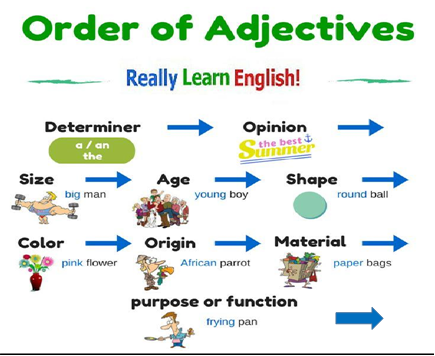 Order of Adjectives
Really Learn English!
Determiner Opinion
a / an
the
the best
Summer
Size Age Shape
big man young boy round ball
Color Origin Material
pink flower African parrot paper bags
purpose or function
frying pan